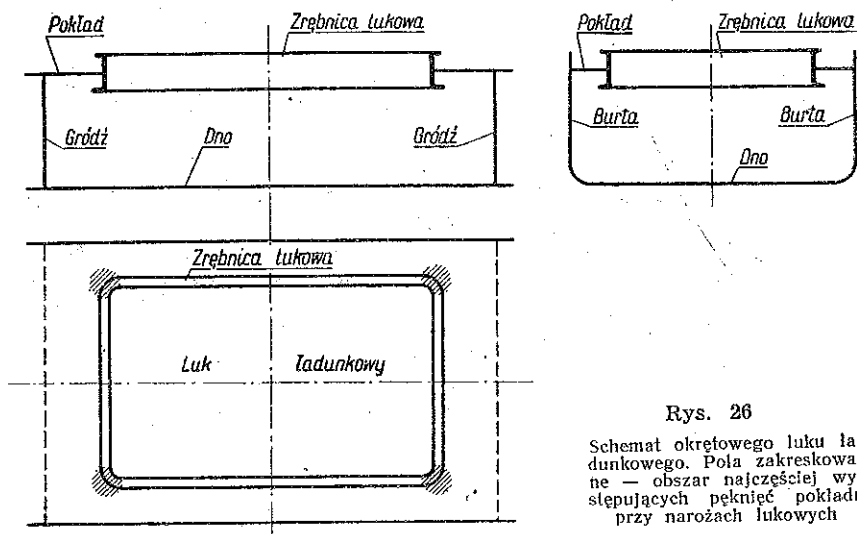 Pokład
Zrębnica lukowa
Gródź
Dno
Gródź
Pokład
Zrębnica lukowa
Burta
Burta
Dno
Zrębnica lukowa
Luk ładunkowy
Rys. 26
Schemat okrętowego luku ła-
dunkowego. Pola zakreskowa-
ne — obszar najczęściej wy-
stępujących pęknięć pokładu
przy narożach lukowych